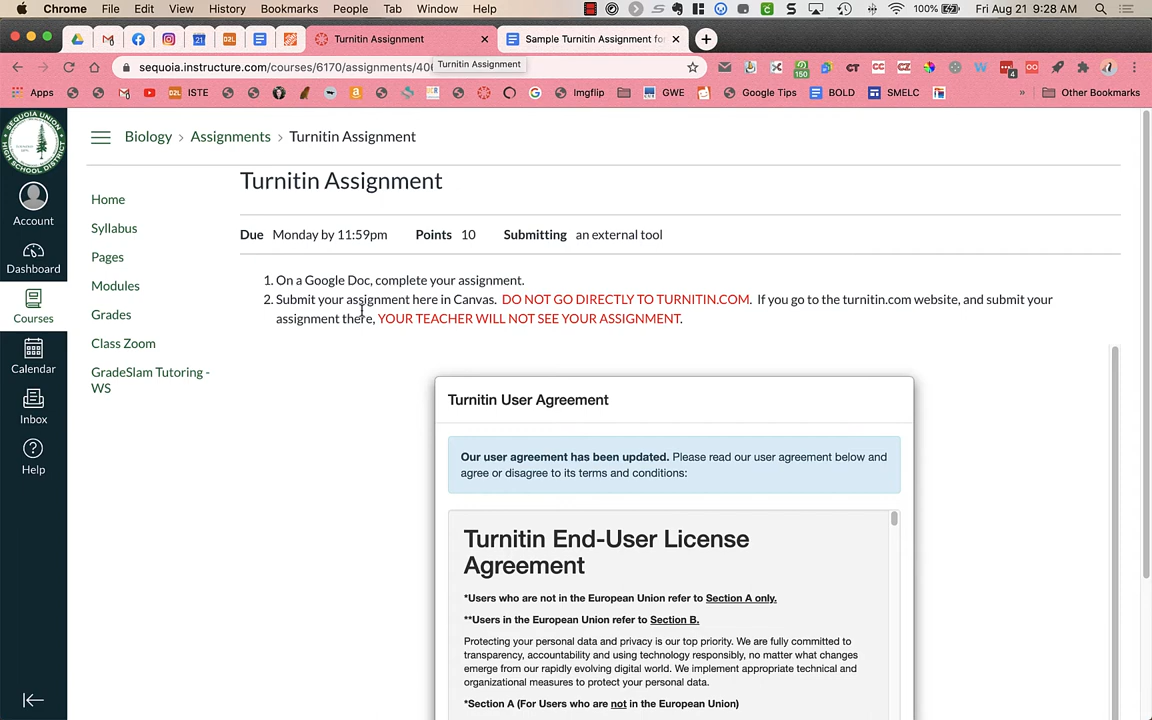 Chrome File Edit View History Bookmarks People Tab Window Help 100% Fri Aug 21 9:28 AM
Turnitin Assignment Sample Turnitin Assignment for
sequoia.instructure.com/courses/6170/assignments/406
Turnitin Assignment
Apps ISTE Imgflip GWE Google Tips BOLD SMELC Other Bookmarks
Biology › Assignments › Turnitin Assignment
Turnitin Assignment
Due Monday by 11:59pm Points 10 Submitting an external tool
1. On a Google Doc, complete your assignment.
2. Submit your assignment here in Canvas. DO NOT GO DIRECTLY TO TURNITIN.COM. If you go to the turnitin.com website, and submit your
assignment there, YOUR TEACHER WILL NOT SEE YOUR ASSIGNMENT.
Account
Dashboard
Courses
Calendar
Inbox
Help
Home
Syllabus
Pages
Modules
Grades
Class Zoom
GradeSlam Tutoring -
WS
Turnitin User Agreement
Our user agreement has been updated. Please read our user agreement below and
agree or disagree to its terms and conditions:
Turnitin End-User License
Agreement
*Users who are not in the European Union refer to Section A only.
**Users in the European Union refer to Section B.
Protecting your personal data and privacy is our top priority. We are fully committed to
transparency, accountability and using technology responsibly, no matter what changes
emerge from our rapidly evolving digital world. We implement appropriate technical and
organizational measures to protect your personal data.
*Section A (For Users who are not in the European Union)